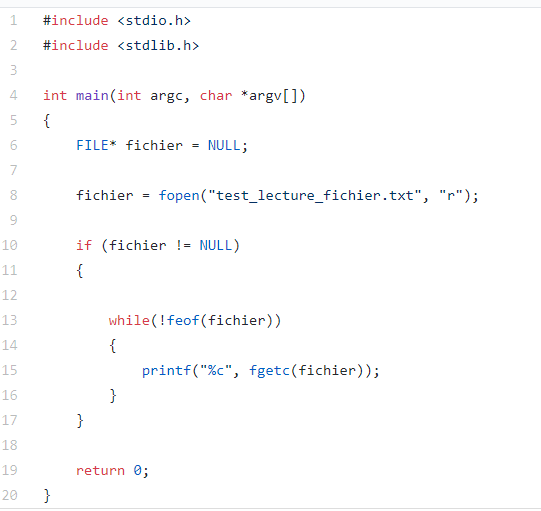 1 #include <stdio.h>
2 #include <stdlib.h>
3
4 int main(int argc, char *argv[])
5 {
6     FILE* fichier = NULL;
7
8     fichier = fopen("test_lecture_fichier.txt", "r");
9
10     if (fichier != NULL)
11     {
12
13         while(!feof(fichier))
14         {
15             printf("%c", fgetc(fichier));
16         }
17     }
18
19     return 0;
20 }